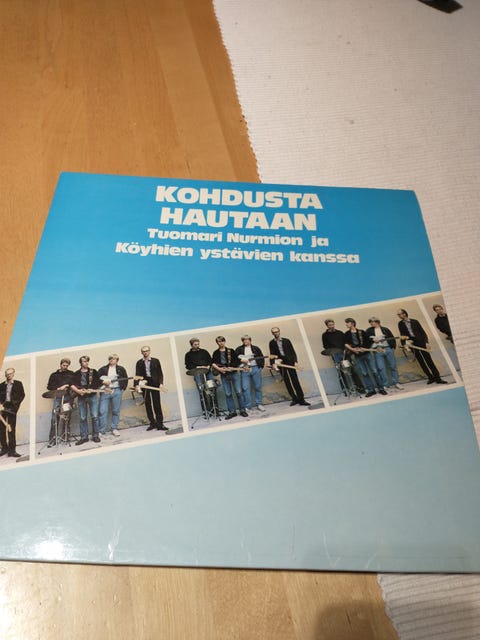 KOHDUSTA
HAUTAAN
Tuomari Nurmion ja
Köyhien ystävien kanssa